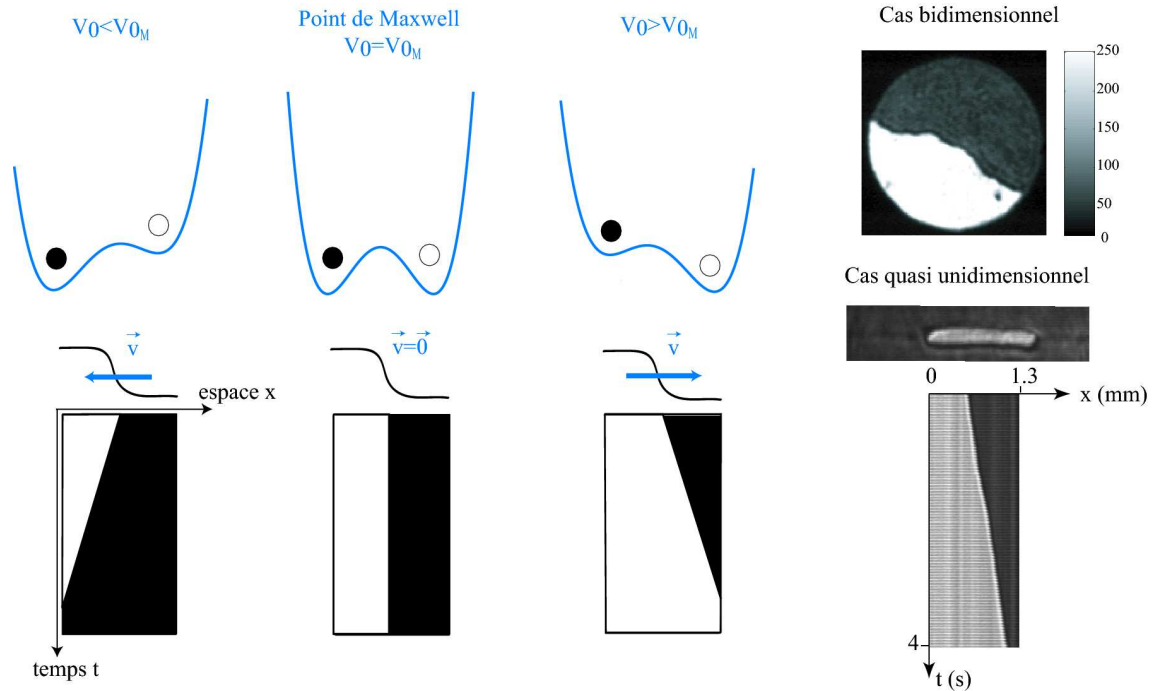 V0<V0M
Point de Maxwell
V0=V0M
V0>V0M
v
v=0
v
espace x
temps t
Cas bidimensionnel
250
200
150
100
50
0
Cas quasi unidimensionnel
0
1.3
x (mm)
4
t (s)